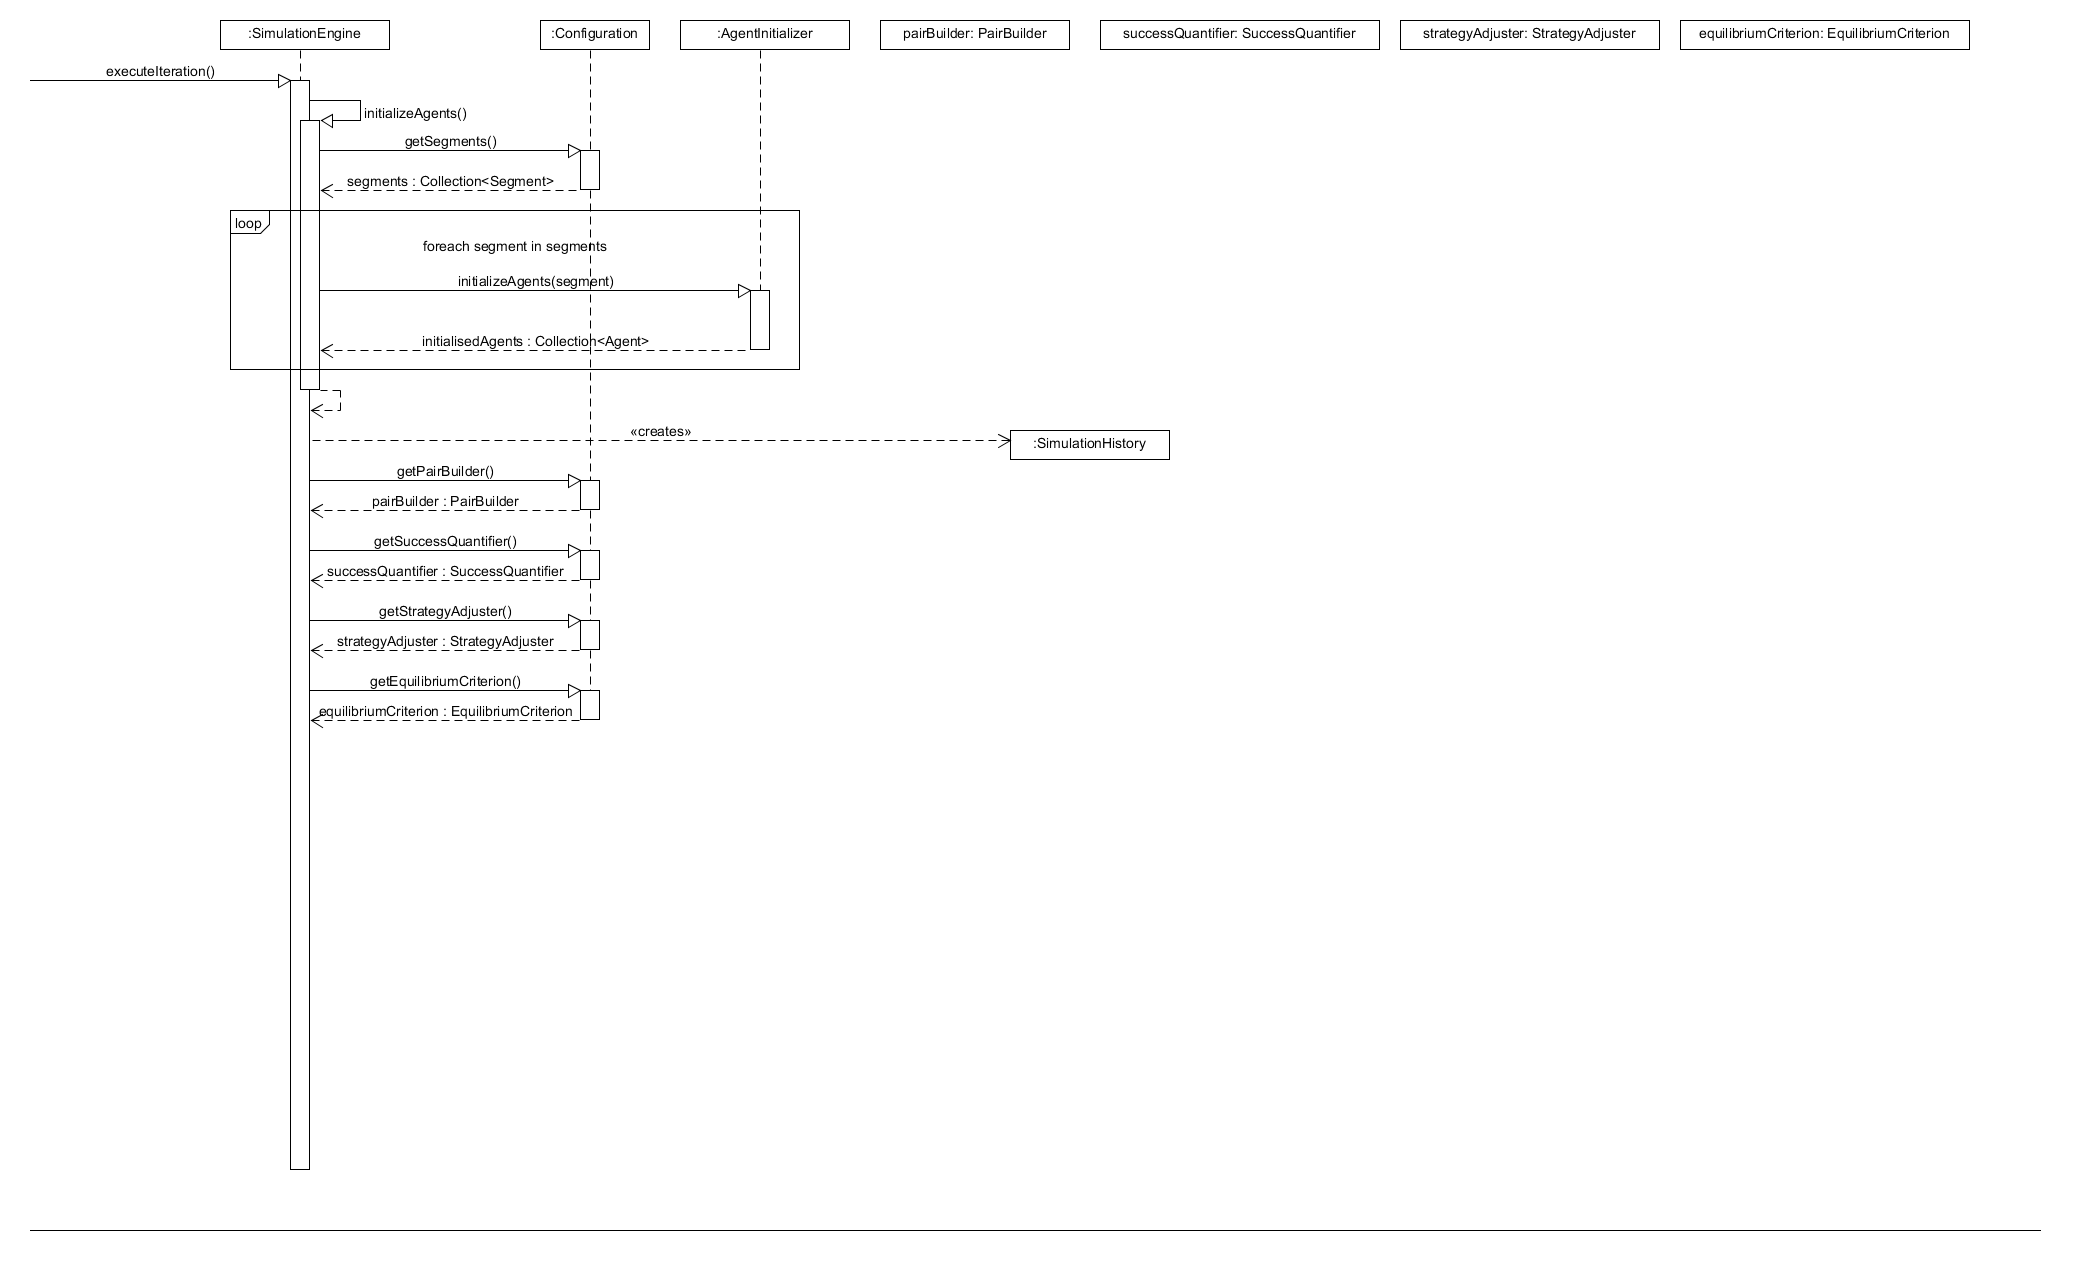 :SimulationEngine
:Configuration
:AgentInitializer
pairBuilder: PairBuilder
successQuantifier: SuccessQuantifier
strategyAdjuster: StrategyAdjuster
equilibriumCriterion: EquilibriumCriterion
executeIteration()
initializeAgents()
getSegments()
segments : Collection<Segment>
loop
foreach segment in segments
initializeAgents(segment)
initialisedAgents : Collection<Agent>
«creates»
:SimulationHistory
getPairBuilder()
pairBuilder : PairBuilder
getSuccessQuantifier()
successQuantifier : SuccessQuantifier
getStrategyAdjuster()
strategyAdjuster : StrategyAdjuster
getEquilibriumCriterion()
equilibriumCriterion : EquilibriumCriterion